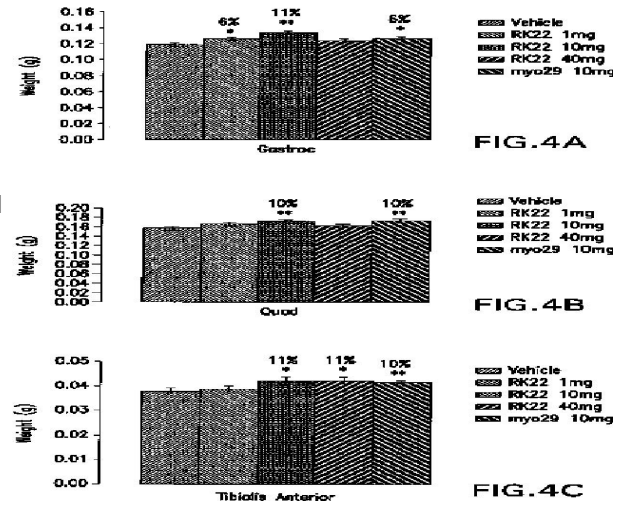 0.16
0.14
0.12
0.10
0.08
0.06
0.04
0.02
0.00
Weight (g)
6%
*
11%
**
6%
*
Gastroc
Vehicle
RK22 1mg
RK22 10mg
RK22 40mg
myo29 10mg
FIG.4A
0.20
0.18
0.16
0.14
0.12
0.10
0.08
0.06
0.04
0.02
0.00
Weight (g)
10%
**
10%
**
Quad
Vehicle
RK22 1mg
RK22 10mg
RK22 40mg
myo29 10mg
FIG.4B
0.05
0.04
0.03
0.02
0.01
0.00
Weight (g)
11%
*
11%
*
10%
**
Tibialis Anterior
Vehicle
RK22 1mg
RK22 10mg
RK22 40mg
myo29 10mg
FIG.4C